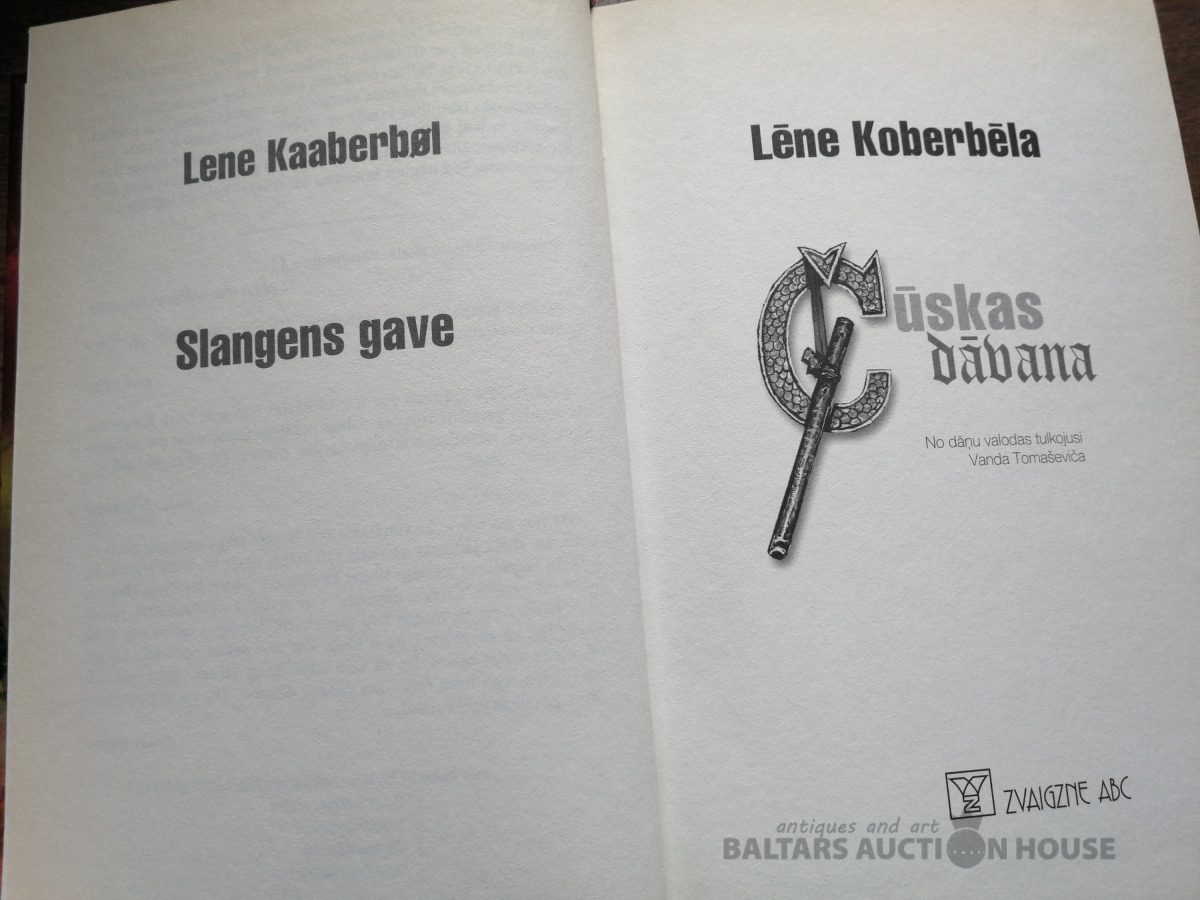 Lene Kaaberbøl
Slangens gave
Lēne Koberbēla
Čūskas
dāvana
No dāņu valodas tulkojusi
Vanda Tomaševiča
ZVAIGZNE ABC
antiques and art
BALTARS AUCTION HOUSE